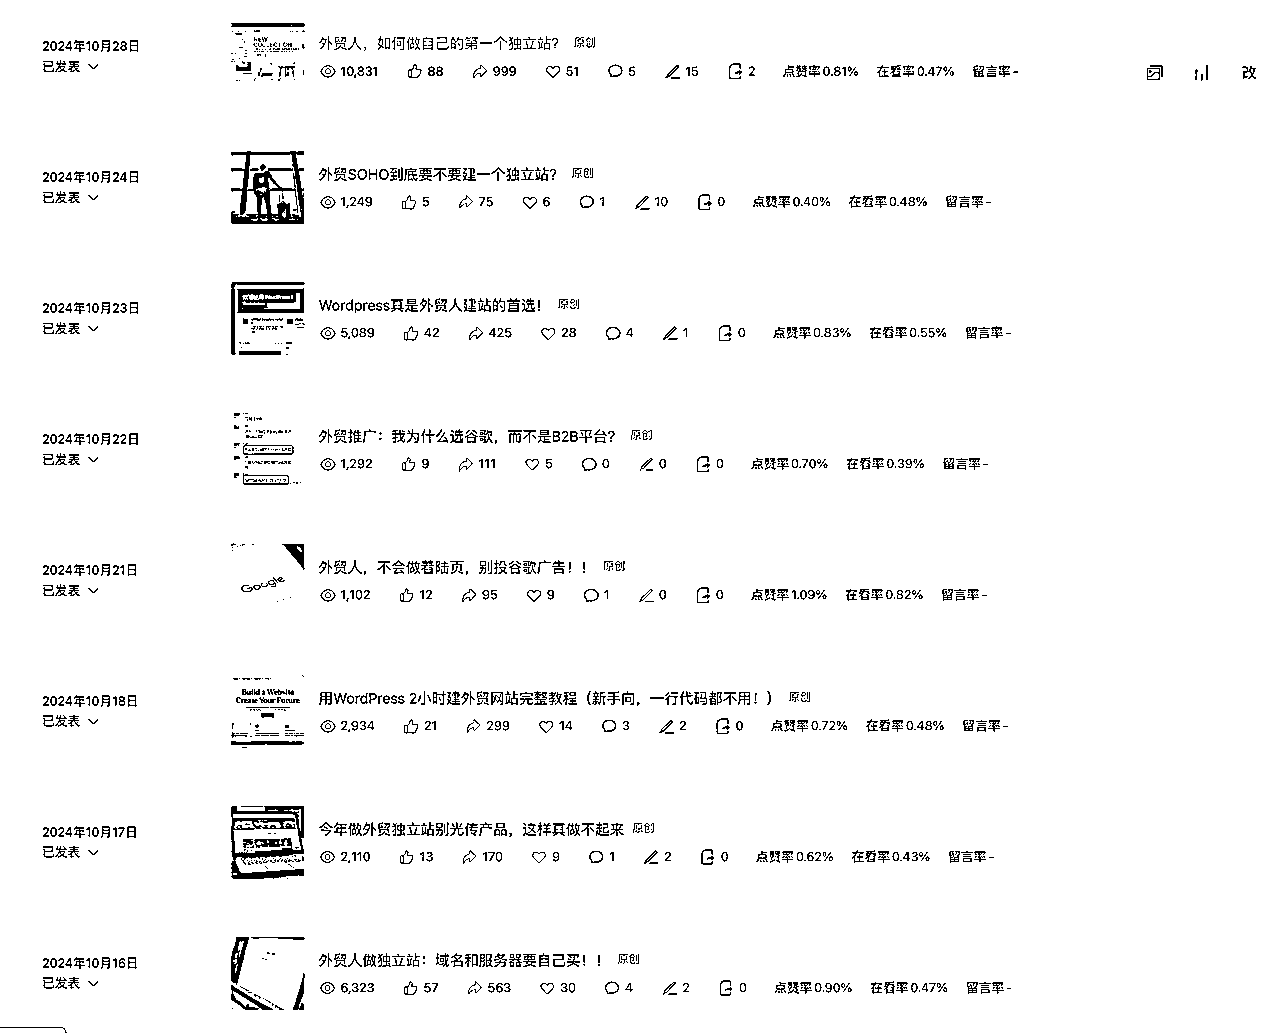 2024年10月28日
已发表
外贸人，如何做自己的第一个独立站？ 原创
10,831 88 999 51 5 15 2 点赞率0.81% 在看率0.47% 留言率-
改
2024年10月24日
已发表
外贸SOHO到底要不要建一个独立站？ 原创
1,249 5 75 6 1 10 0 点赞率0.40% 在看率0.48% 留言率-
2024年10月23日
已发表
Wordpress真是外贸人建站的首选！ 原创
5,089 42 425 28 4 1 0 点赞率0.83% 在看率0.55% 留言率-
2024年10月22日
已发表
外贸推广：我为什么选谷歌，而不是B2B平台？ 原创
1,292 9 111 5 0 0 0 点赞率0.70% 在看率0.39% 留言率-
Google
2024年10月21日
已发表
外贸人，不会做着陆页，别投谷歌广告！！ 原创
1,102 12 95 9 1 0 0 点赞率1.09% 在看率0.82% 留言率-
Build a Website
Create Your Future
2024年10月18日
已发表
用WordPress 2小时建外贸网站完整教程（新手向，一行代码都不用！） 原创
2,934 21 299 14 3 2 0 点赞率0.72% 在看率0.48% 留言率-
2024年10月17日
已发表
今年做外贸独立站别光传产品，这样真做不起来 原创
2,110 13 170 9 1 2 0 点赞率0.62% 在看率0.43% 留言率-
2024年10月16日
已发表
外贸人做独立站：域名和服务器要自己买！！ 原创
6,323 57 563 30 4 2 0 点赞率0.90% 在看率0.47% 留言率-